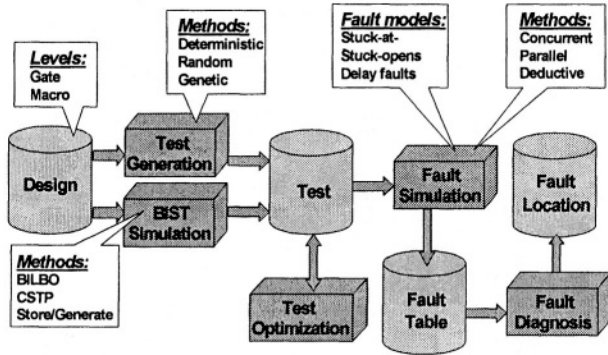 Levels:
Gate
Macro
Methods:
Deterministic
Random
Genetic
Fault models:
Stuck-at-
Stuck-opens
Delay faults
Methods:
Concurrent
Parallel
Deductive
Design
Test
Generation
BIST
Simulation
Test
Fault
Simulation
Fault
Location
Methods:
BILBO
CSTP
Store/Generate
Test
Optimization
Fault
Table
Fault
Diagnosis